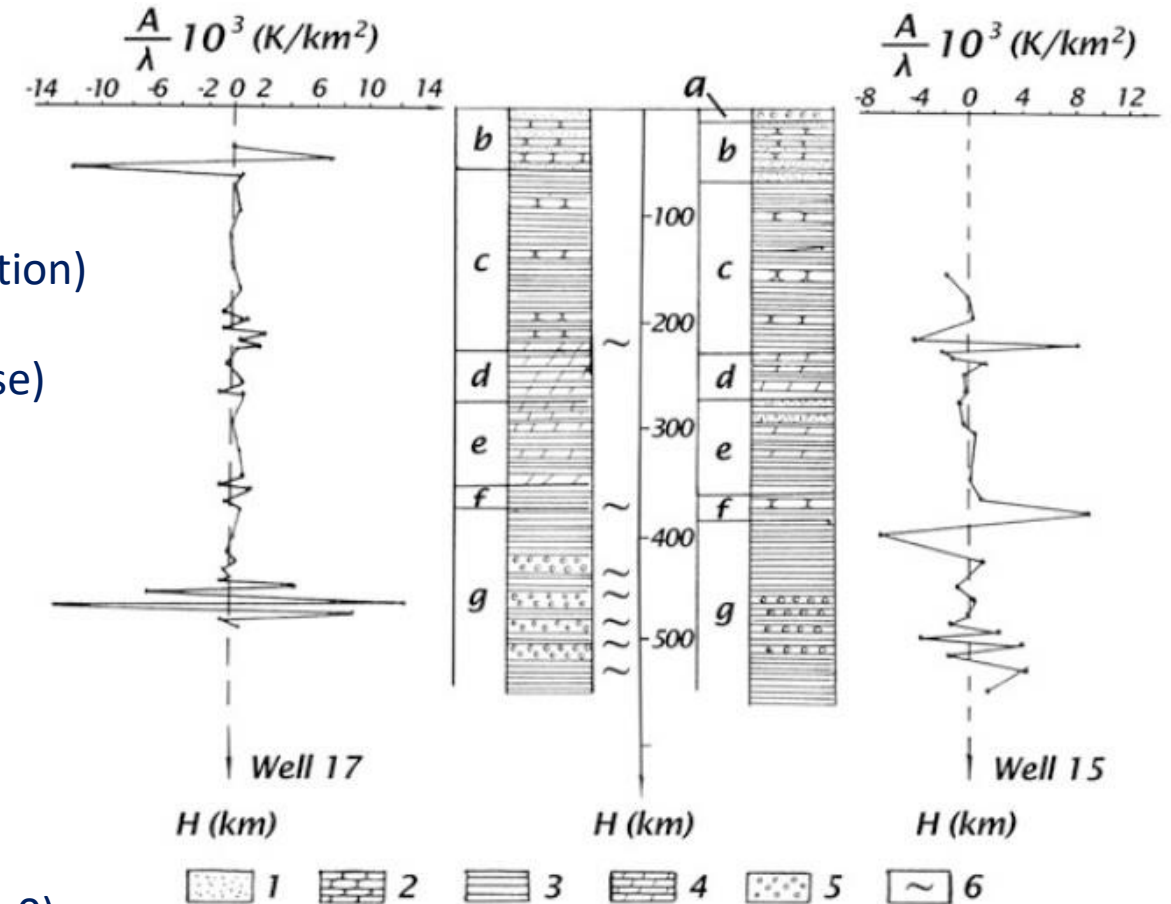 A/λ 10³ (K/km²)
-14 -10 -6 -2 0 2 6 10 14
A/λ 10³ (K/km²)
-8 -4 0 4 8 12
a
b
b
-100
c
c
-200
~
d
d
-300
e
e
f
f
~
-400
~
g
g
~
~
-500
~
~
tion)
se)
Well 17
Well 15
H (km)
H (km)
H (km)
1 2 3 4 5 ~ 6